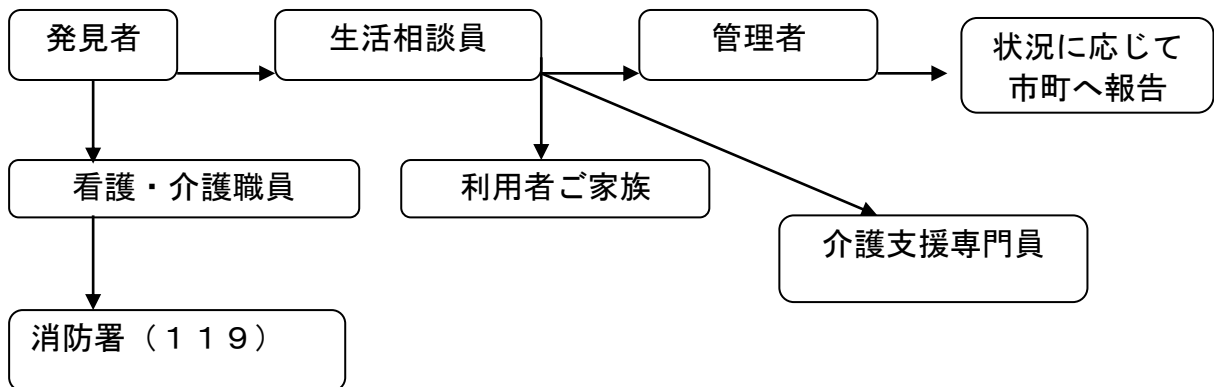 発見者
生活相談員
管理者
状況に応じて
市町へ報告
看護・介護職員
利用者ご家族
介護支援専門員
消防署（１１９）